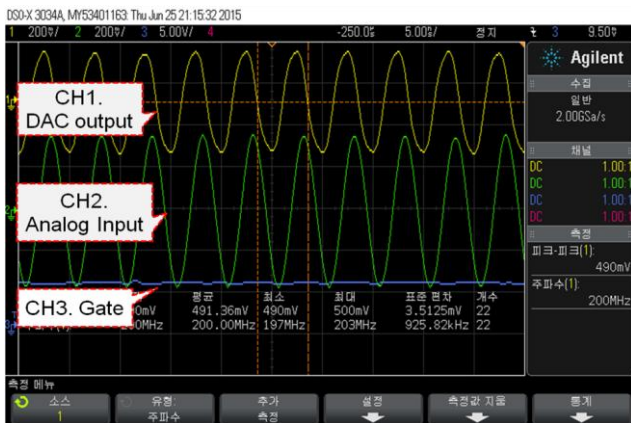 DSO-X 3034A, MY53401163: Thu Jun 25 21:15:32 2015
1 200%/ 2 200%/ 3 5.00V/ 4 -250.0% 5.00%/ 정지 3 9.50%
Agilent
수집
일반
2.00GSa/s
채널
DC 1.00:1
DC 1.00:1
DC 1.00:1
DC 1.00:1
측정
피크-피크(1):
490mV
주파수(1):
200MHz
CH1.
DAC output
CH2.
Analog Input
CH3. Gate
평균 최소 최대 표준 편차 개수
491.36mV 490mV 500mV 3.5125mV 22
200.00MHz 197MHz 203MHz 925.82kHz 22
측정 메뉴
소스 유형: 추가 설정 측정값 지움 통계
1 주파수 측정